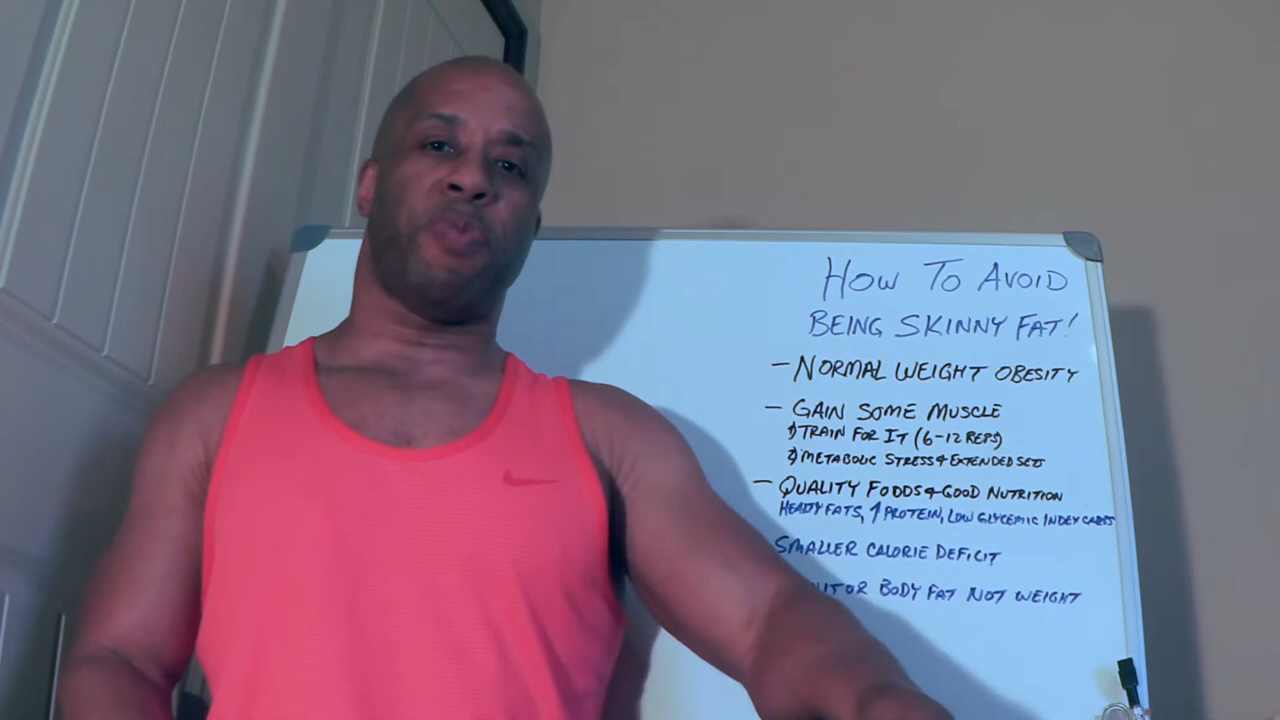 HOW TO AVOID
BEING SKINNY FAT!
- NORMAL WEIGHT OBESITY
- GAIN SOME MUSCLE
1) TRAIN FOR IT (6-12 REPS)
2) METABOLIC STRESS & EXTENDED SETS
- QUALITY FOODS & GOOD NUTRITION
HEALTY FATS, ↑ PROTEIN, LOW GLYCEMIC INDEX CARBS
SMALLER CALORIE DEFICIT
BODY FAT NOT WEIGHT